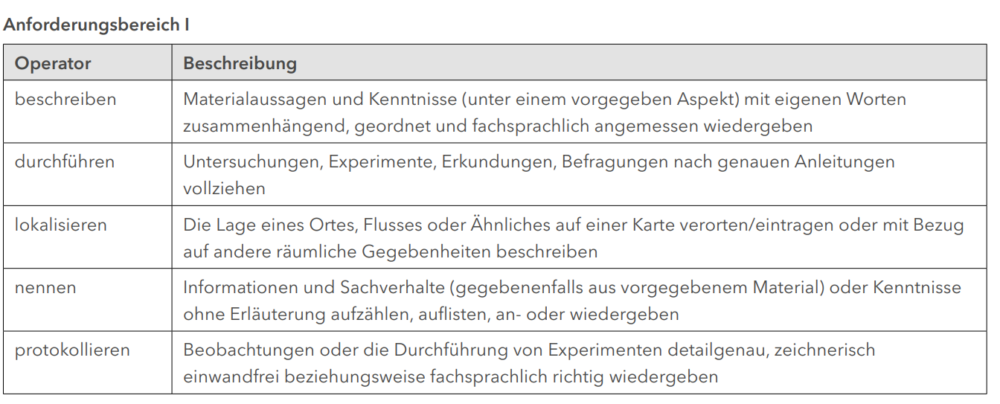 Anforderungsbereich I
Operator Beschreibung
beschreiben Materialaussagen und Kenntnisse (unter einem vorgegeben Aspekt) mit eigenen Worten
zusammenhängend, geordnet und fachsprachlich angemessen wiedergeben
durchführen Untersuchungen, Experimente, Erkundungen, Befragungen nach genauen Anleitungen
vollziehen
lokalisieren Die Lage eines Ortes, Flusses oder Ähnliches auf einer Karte verorten/eintragen oder mit Bezug
auf andere räumliche Gegebenheiten beschreiben
nennen Informationen und Sachverhalte (gegebenenfalls aus vorgegebenem Material) oder Kenntnisse
ohne Erläuterung aufzählen, auflisten, an- oder wiedergeben
protokollieren Beobachtungen oder die Durchführung von Experimenten detailgenau, zeichnerisch
einwandfrei beziehungsweise fachsprachlich richtig wiedergeben